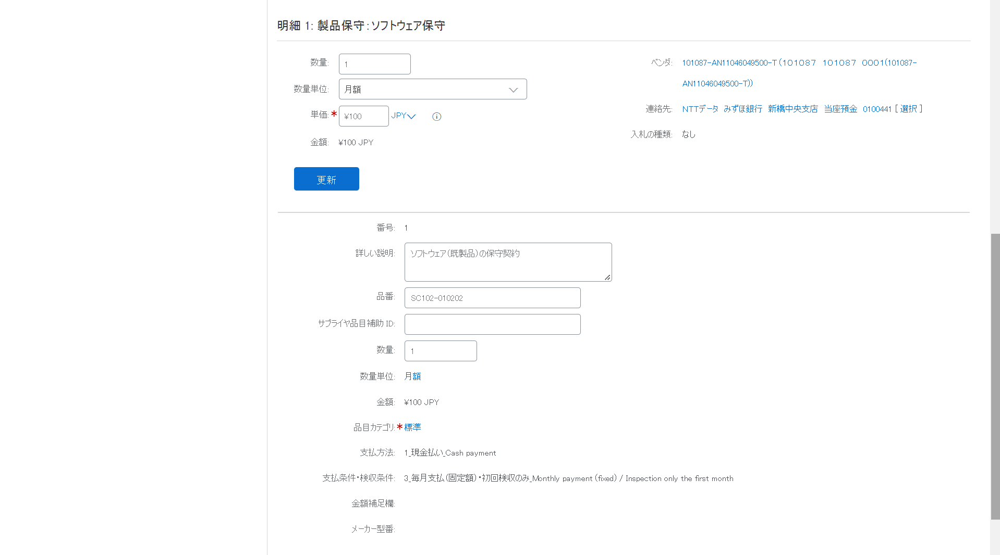 明細 1: 製品保守：ソフトウェア保守
数量: 1
数量単位: 月額
単価:* ¥100 JPY
金額: ¥100 JPY
ベンダ: 101087-AN11046049500-T（１０１０８７　１０１０８７　０００１(101087-
AN11046049500-T))
連絡先: NTTデータ　みずほ銀行　新橋中央支店　当座預金　0100441 [ 選択 ]
入札の種類: なし
更新
番号: 1
詳しい説明: ソフトウェア（既製品）の保守契約
品番: SC102-010202
サプライヤ品目補助 ID:
数量: 1
数量単位: 月額
金額: ¥100 JPY
品目カテゴリ:* 標準
支払方法: 1_現金払い_Cash payment
支払条件・検収条件: 3_毎月支払（固定額）・初回検収のみ_Monthly payment (fixed) / Inspection only the first month
金額補足欄:
メーカー型番: